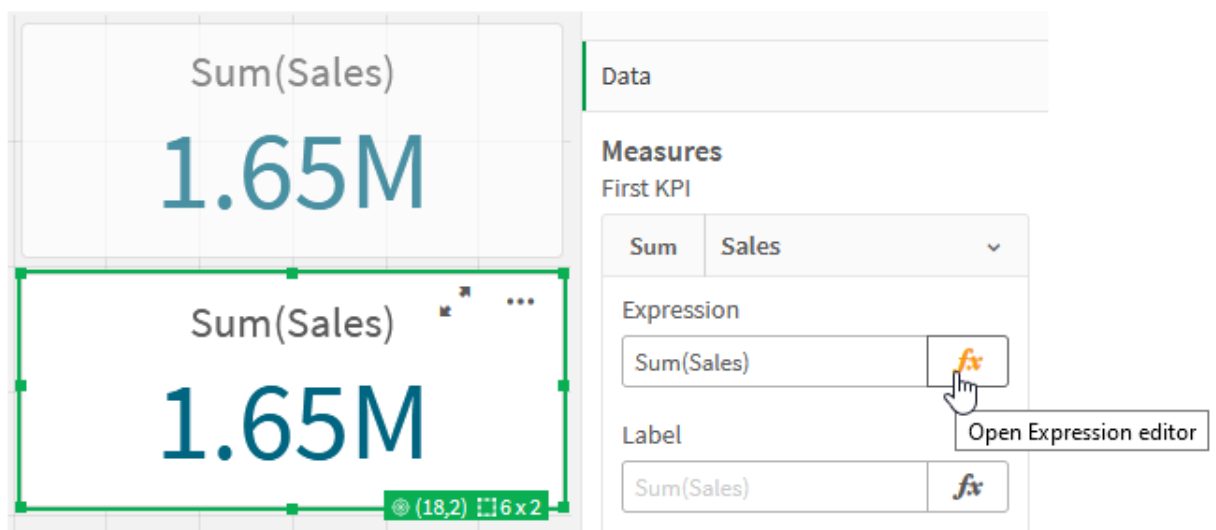 Sum(Sales)
1.65M
Sum(Sales)
1.65M
(18,2) 6 x 2
Data
Measures
First KPI
Sum Sales
Expression
Sum(Sales) fx
Open Expression editor
Label
Sum(Sales) fx